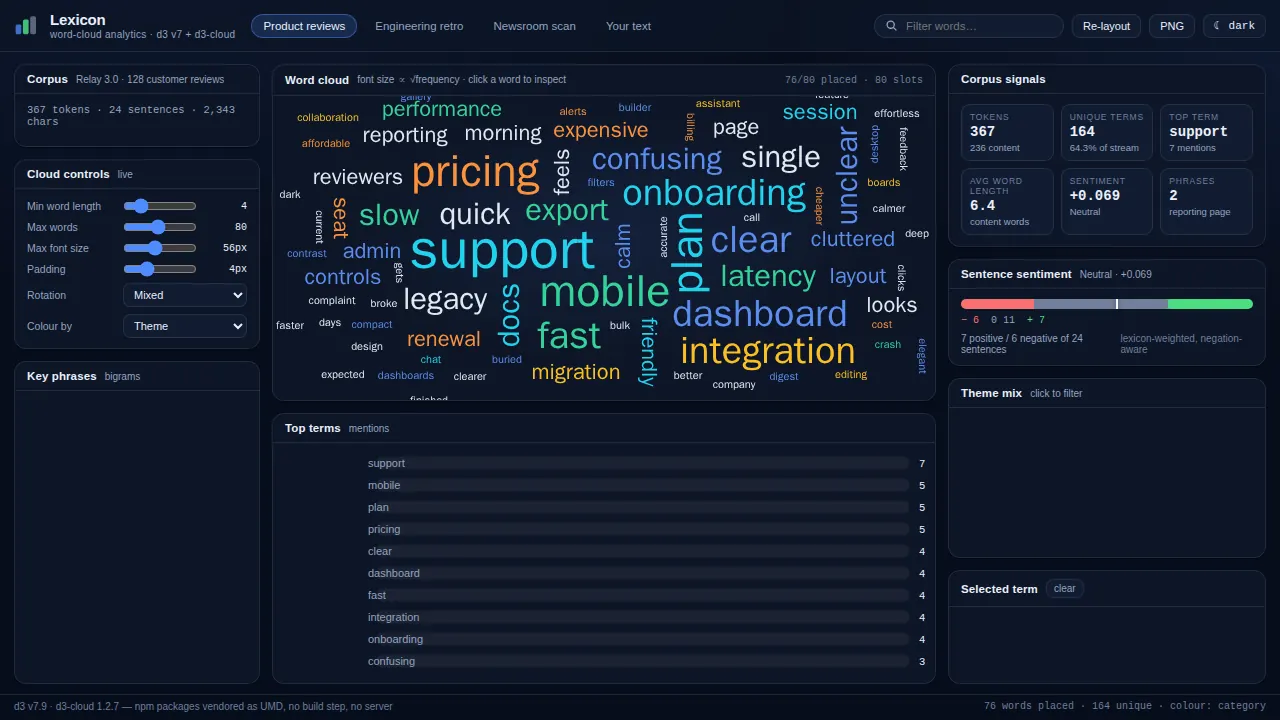 Lexicon
word-cloud analytics · d3 v7 + d3-cloud
Product reviews
Engineering retro
Newsroom scan
Your text
Filter words…
Re-layout
PNG
☾ dark
Corpus Relay 3.0 · 128 customer reviews
367 tokens · 24 sentences · 2,343
chars
Cloud controls live
Min word length 4
Max words 80
Max font size 56px
Padding 4px
Rotation Mixed
Colour by Theme
Key phrases bigrams
Word cloud font size ∝ √frequency · click a word to inspect
76/80 placed · 80 slots
gallery
feature
collaboration
performance
alerts
builder
assistant
session
effortless
affordable
reporting
morning
expensive
billing
page
unclear
desktop
feedback
reviewers
pricing
feels
confusing
single
dark
filters
onboarding
cheaper
boards
current
seat
slow
quick
export
call
calmer
contrast
admin
support
calm
accurate
plan
clear
cluttered
deep
controls
gets
mobile
latency
layout
clicks
complaint
broke
legacy
docs
dashboard
looks
faster
days
compact
renewal
fast
bulk
friendly
cost
design
chat
buried
integration
crash
elegant
expected
dashboards
clearer
migration
better
company
digest
editing
finished
Top terms mentions
support 7
mobile 5
plan 5
pricing 5
clear 4
dashboard 4
fast 4
integration 4
onboarding 4
confusing 3
Corpus signals
TOKENS
367
236 content
UNIQUE TERMS
164
64.3% of stream
TOP TERM
support
7 mentions
AVG WORD
LENGTH
6.4
content words
SENTIMENT
+0.069
Neutral
PHRASES
2
reporting page
Sentence sentiment Neutral · +0.069
− 6 0 11 + 7
7 positive / 6 negative of 24
sentences
lexicon-weighted, negation-
aware
Theme mix click to filter
Selected term clear
d3 v7.9 · d3-cloud 1.2.7 — npm packages vendored as UMD, no build step, no server
76 words placed · 164 unique · colour: category